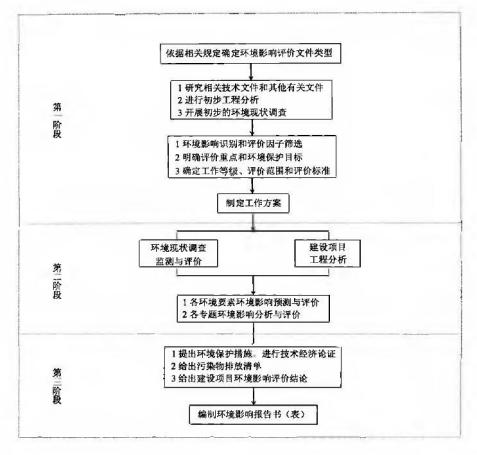 依据相关规定确定环境影响评价文件类型
1 研究相关技术文件和其他有关文件
2 进行初步工程分析
3 开展初步的环境现状调查
第一阶段
1 环境影响识别和评价因子筛选
2 明确评价重点和环境保护目标
3 确定工作等级、评价范围和评价标准
制定工作方案
第二阶段
环境现状调查
监测与评价
建设项目
工程分析
1 各环境要素环境影响预测与评价
2 各专题环境影响分析与评价
第三阶段
1 提出环境保护措施。进行技术经济论证
2 给出污染物排放清单
3 给出建设项目环境影响评价结论
编制环境影响报告书（表）